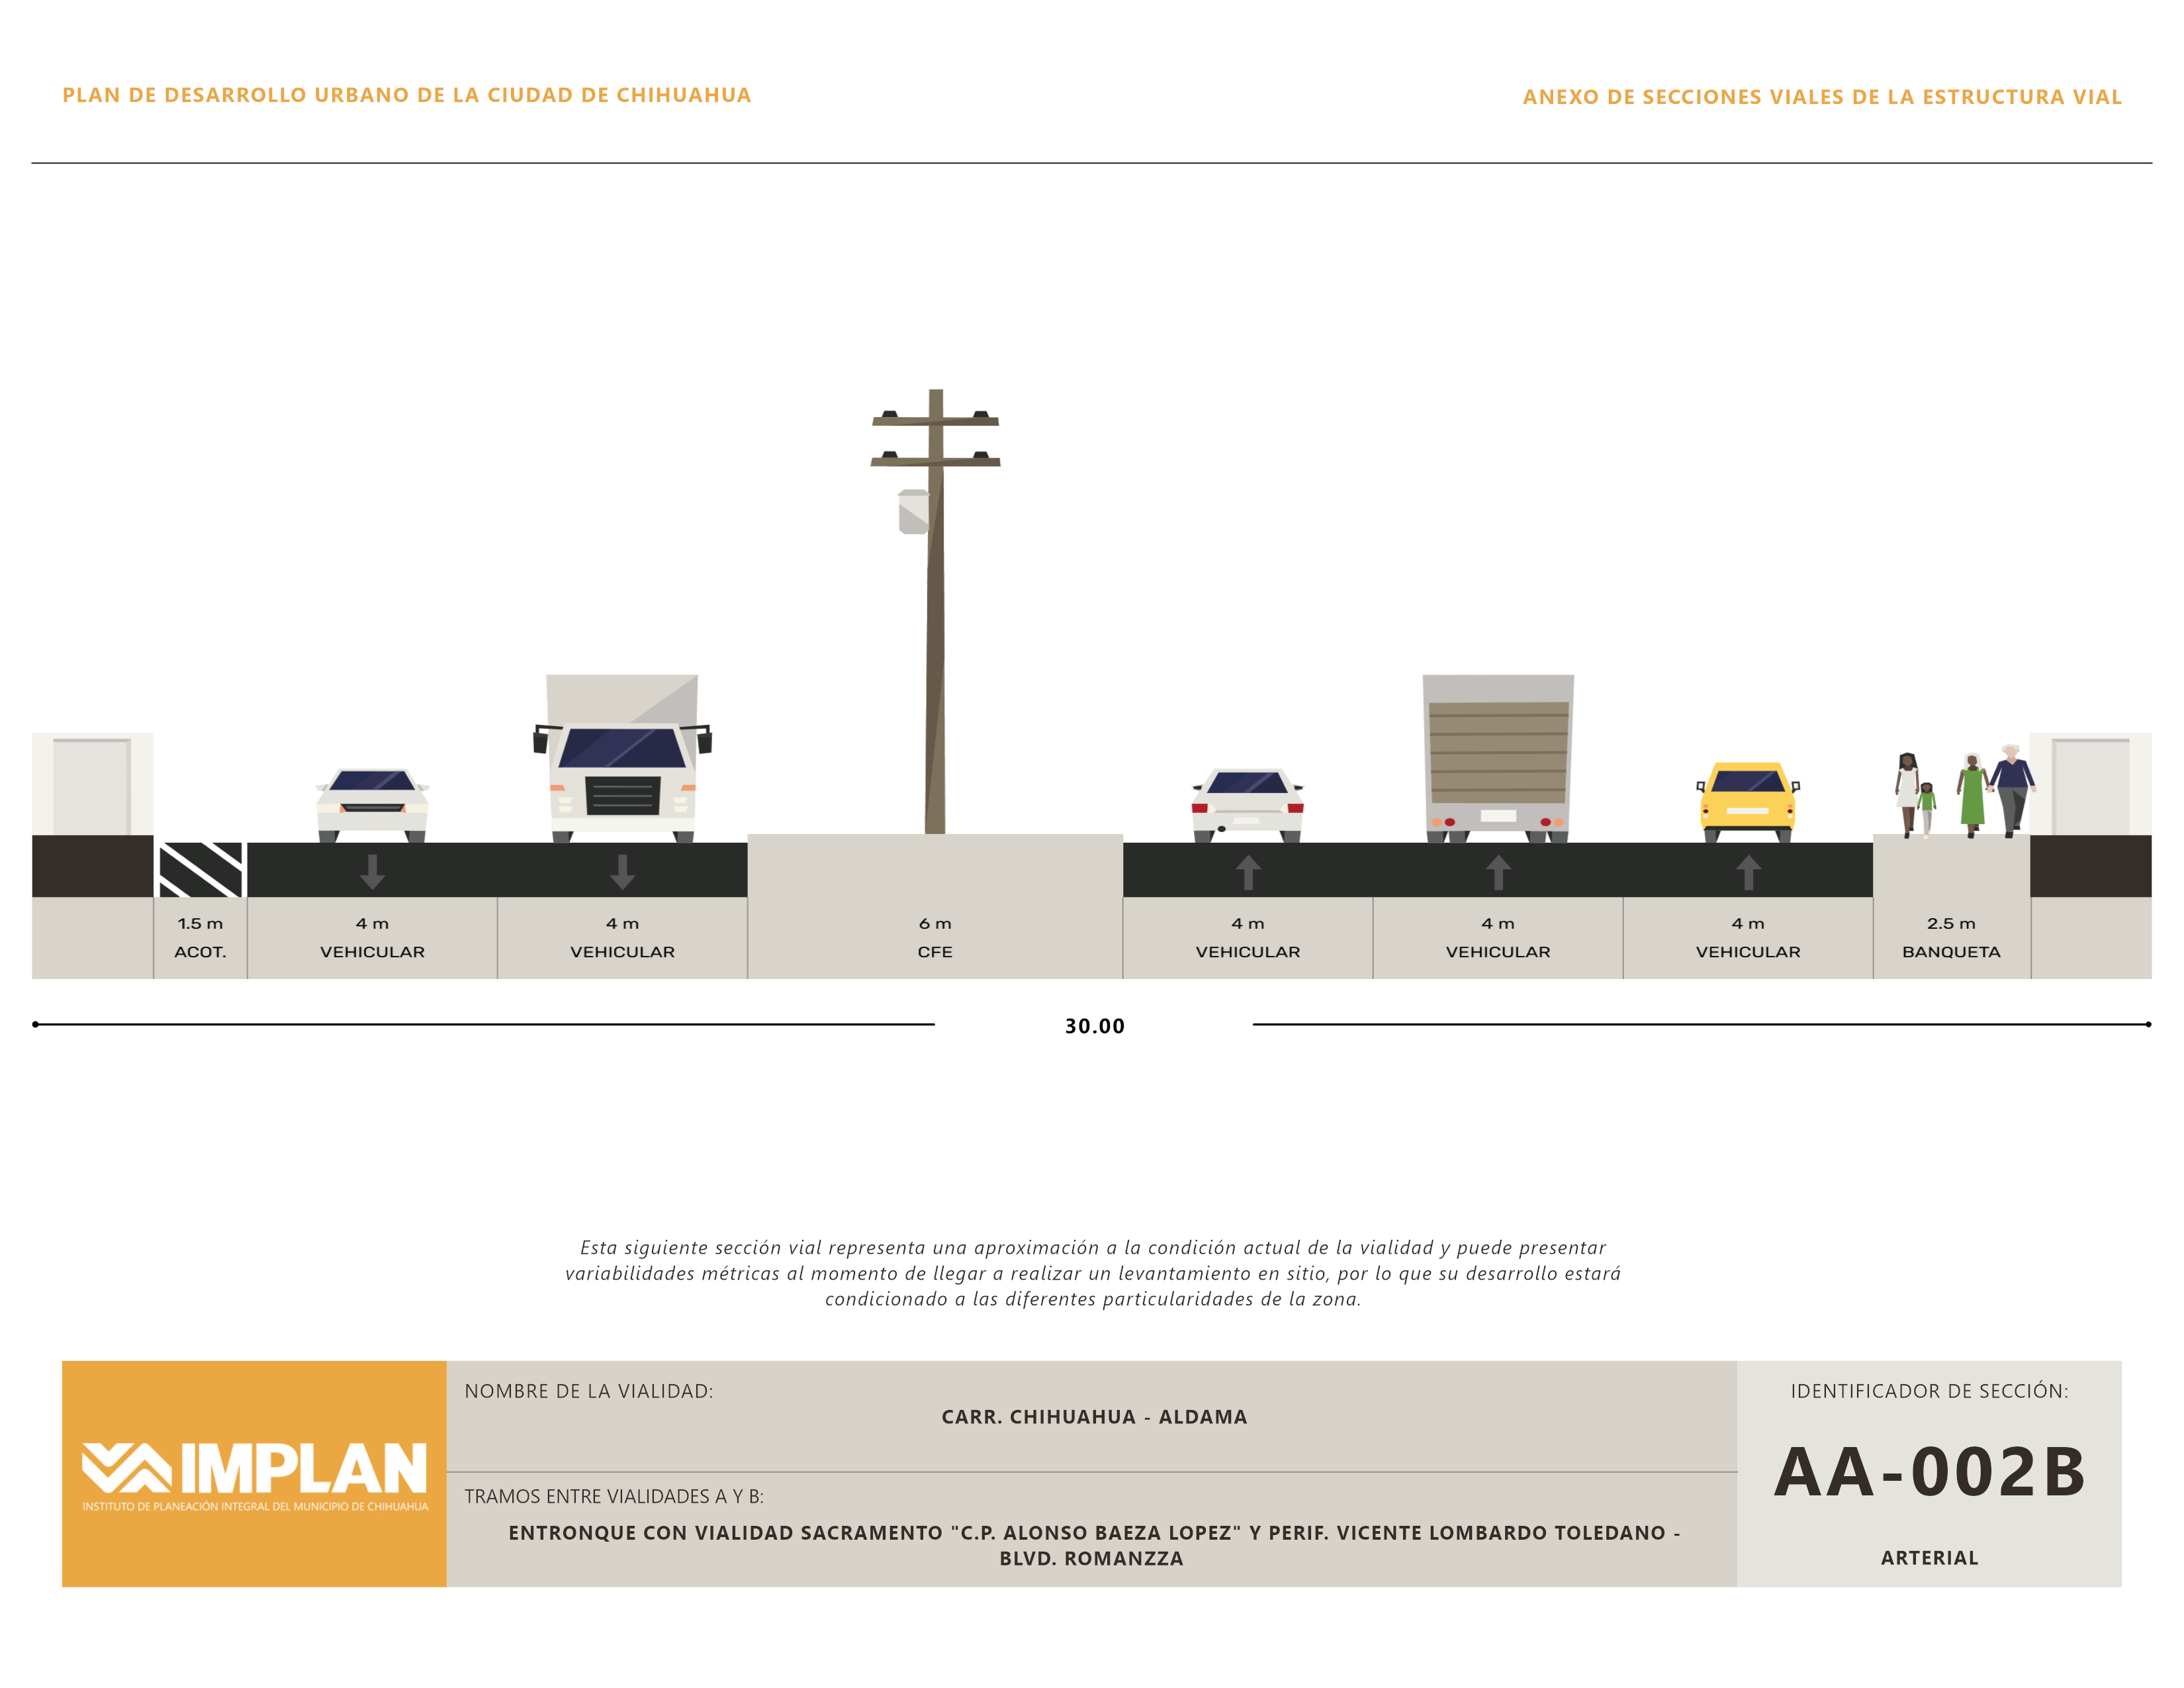 PLAN DE DESARROLLO URBANO DE LA CIUDAD DE CHIHUAHUA
ANEXO DE SECCIONES VIALES DE LA ESTRUCTURA VIAL
1.5 m
ACOT.
4 m
VEHICULAR
4 m
VEHICULAR
6 m
CFE
4 m
VEHICULAR
4 m
VEHICULAR
4 m
VEHICULAR
2.5 m
BANQUETA
30.00
Esta siguiente sección vial representa una aproximación a la condición actual de la vialidad y puede presentar
variabilidades métricas al momento de llegar a realizar un levantamiento en sitio, por lo que su desarrollo estará
condicionado a las diferentes particularidades de la zona.
IMPLAN
INSTITUTO DE PLANEACIÓN INTEGRAL DEL MUNICIPIO DE CHIHUAHUA
NOMBRE DE LA VIALIDAD:
CARR. CHIHUAHUA - ALDAMA
TRAMOS ENTRE VIALIDADES A Y B:
ENTRONQUE CON VIALIDAD SACRAMENTO "C.P. ALONSO BAEZA LOPEZ" Y PERIF. VICENTE LOMBARDO TOLEDANO -
BLVD. ROMANZZA
IDENTIFICADOR DE SECCIÓN:
AA-002B
ARTERIAL